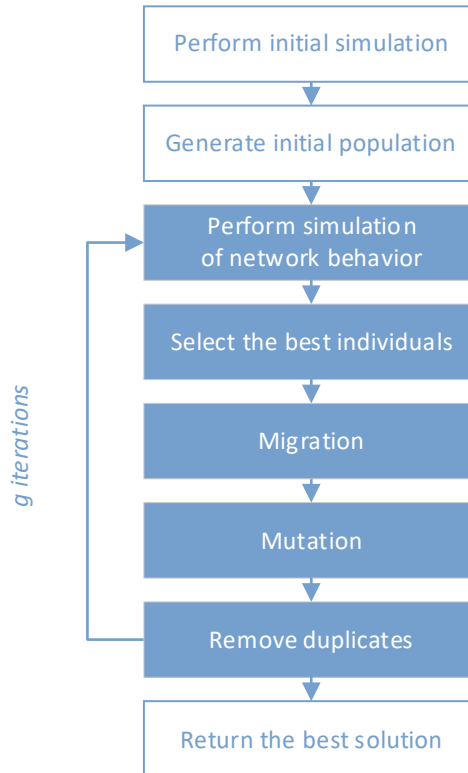 Perform initial simulation
Generate initial population
Perform simulation
of network behavior
Select the best individuals
Migration
Mutation
Remove duplicates
Return the best solution
g iterations